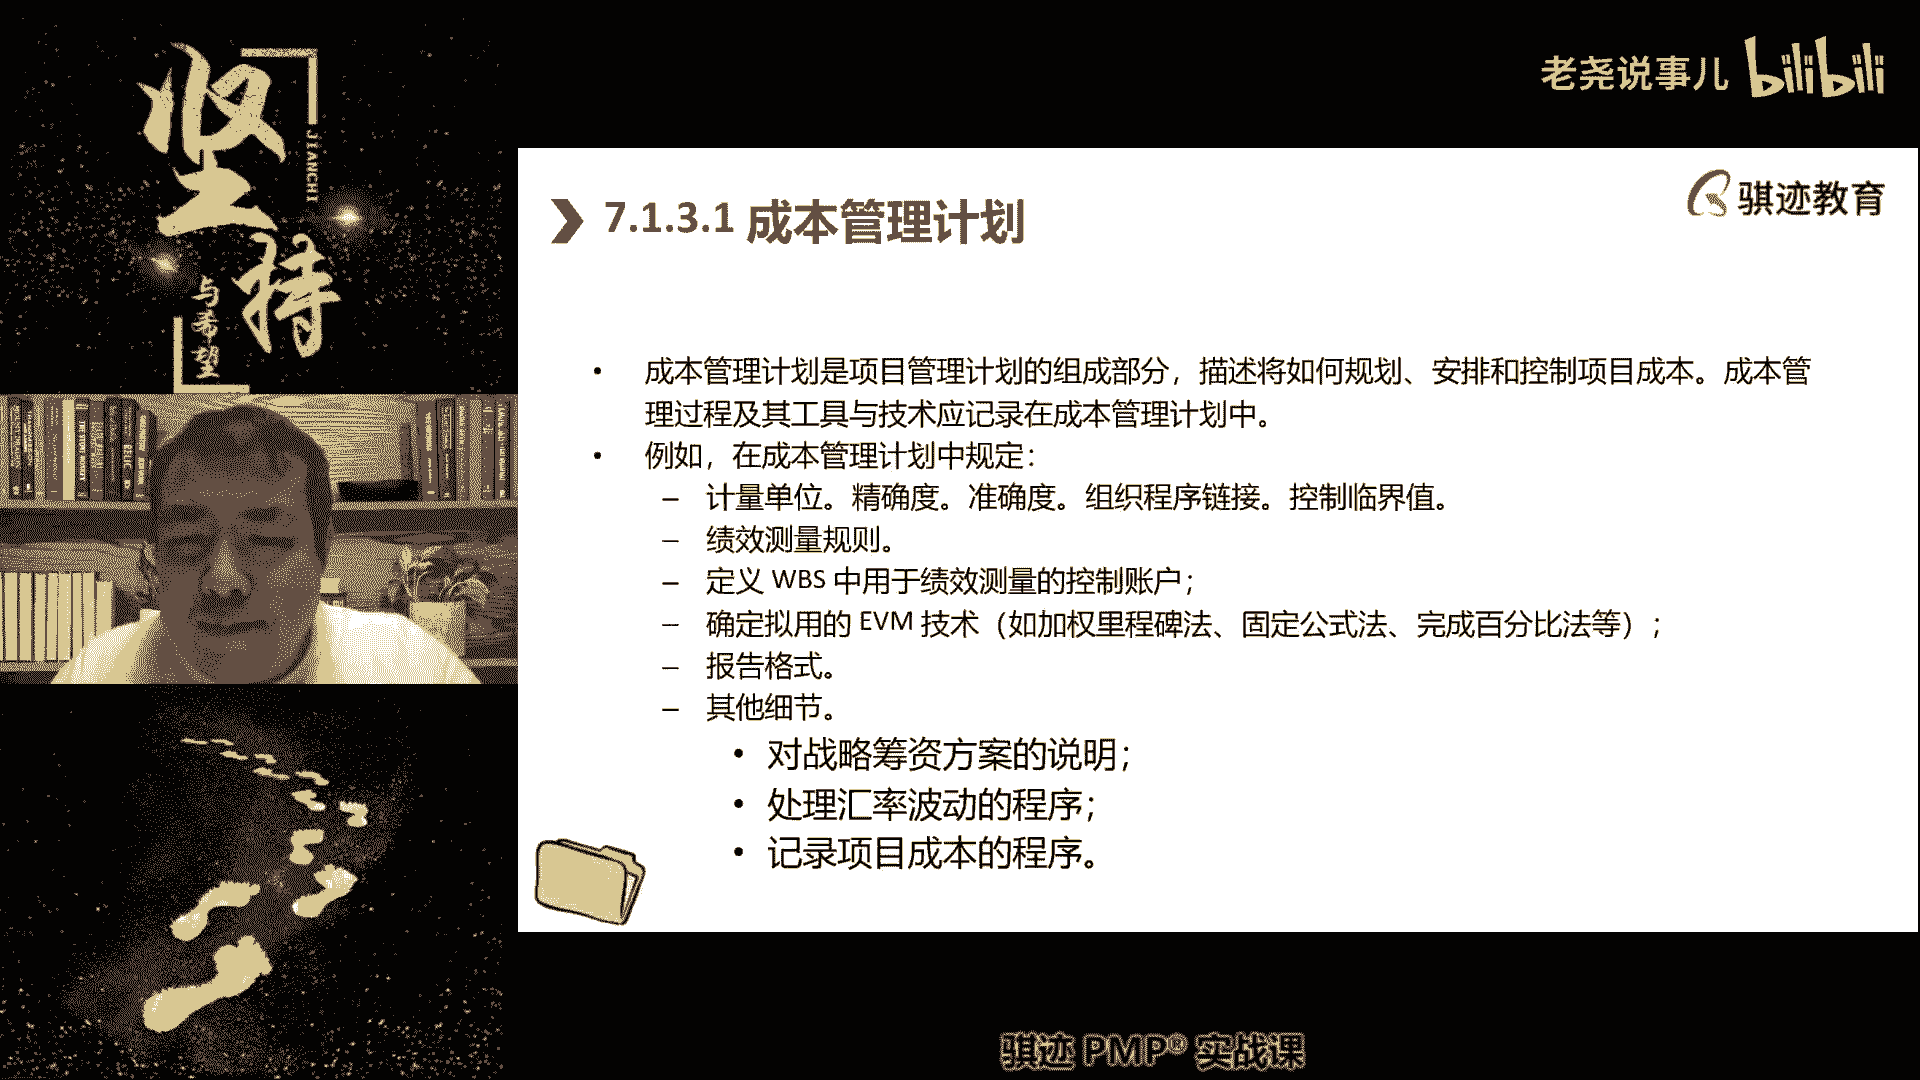 坚持
JIANCHI
与希望
老尧说事儿 bilibili
骐迹教育
7.1.3.1 成本管理计划
• 成本管理计划是项目管理计划的组成部分，描述将如何规划、安排和控制项目成本。成本管
理过程及其工具与技术应记录在成本管理计划中。
• 例如，在成本管理计划中规定：
– 计量单位。精确度。准确度。组织程序链接。控制临界值。
– 绩效测量规则。
– 定义 WBS 中用于绩效测量的控制账户；
– 确定拟用的 EVM 技术（如加权里程碑法、固定公式法、完成百分比法等）；
– 报告格式。
– 其他细节。
• 对战略筹资方案的说明；
• 处理汇率波动的程序；
• 记录项目成本的程序。
骐迹 PMP® 实战课